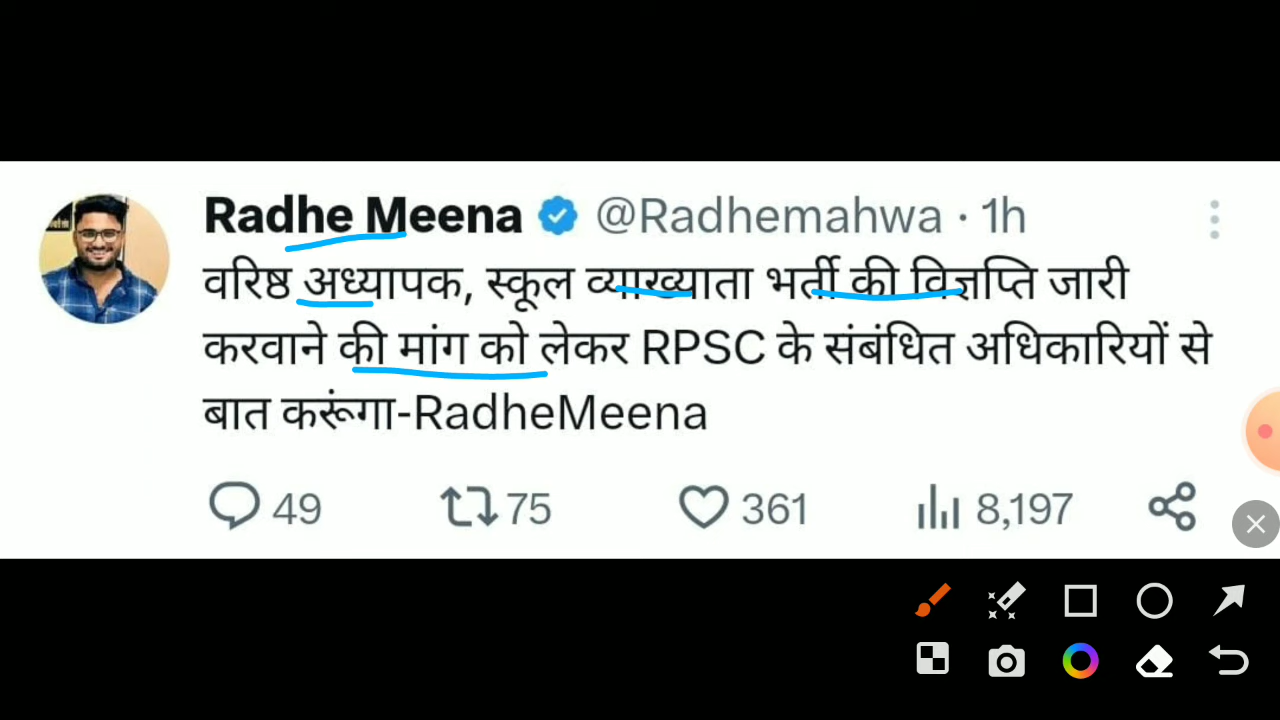 Radhe Meena @Radhemahwa · 1h
वरिष्ठ अध्यापक, स्कूल व्याख्याता भर्ती की विज्ञप्ति जारी
करवाने की मांग को लेकर RPSC के संबंधित अधिकारियों से
बात करूंगा-RadheMeena
49 75 361 8,197